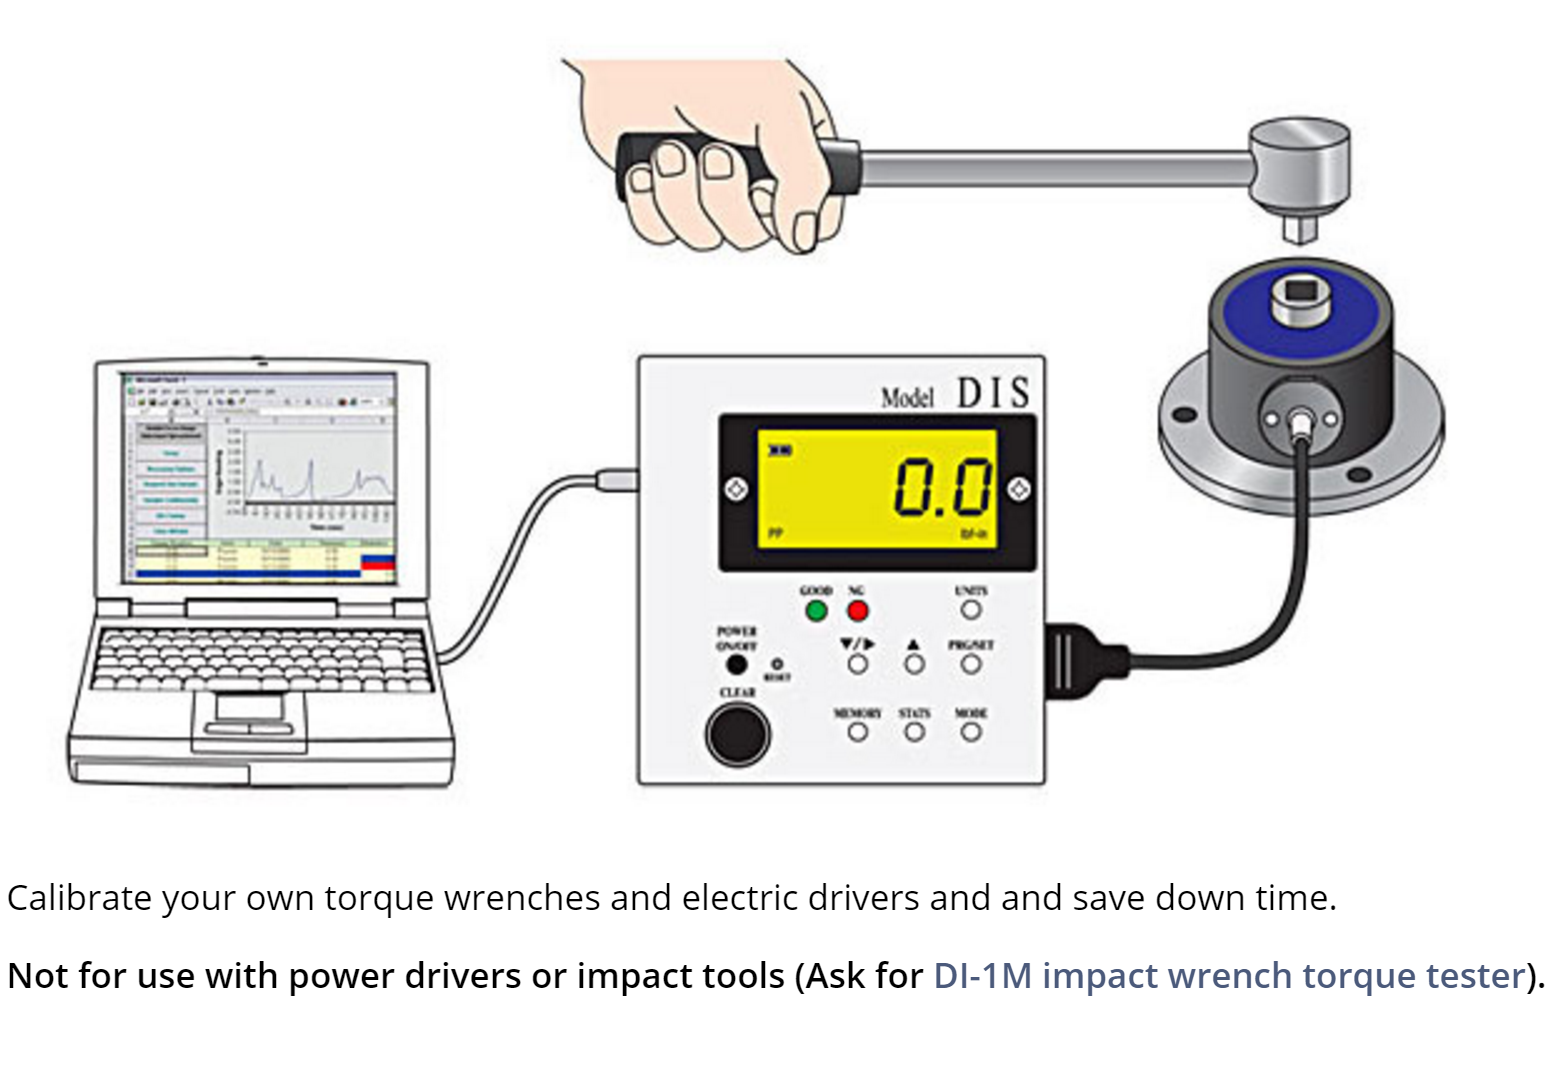 Model DIS
0.0
PP lbf-in
GOOD NG UNITS
POWER
ON/OFF
RESET
▼/▶ ▲ PRG/SET
CLEAR
MEMORY STATS MODE
Time (sec)
Calibrate your own torque wrenches and electric drivers and and save down time.
Not for use with power drivers or impact tools (Ask for DI-1M impact wrench torque tester).